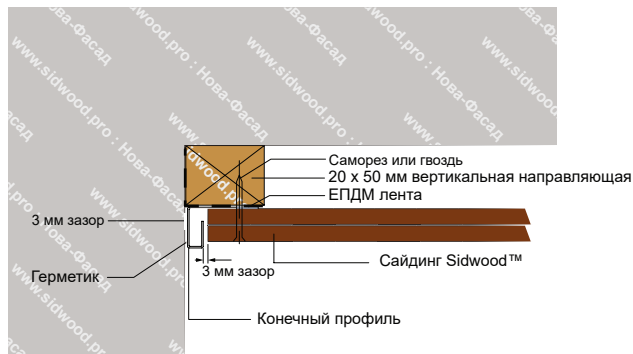 www.sidwood.pro : Нова-Фасад
Саморез или гвоздь
20 x 50 мм вертикальная направляющая
ЕПДМ лента
3 мм зазор
Герметик
3 мм зазор
Сайдинг Sidwood™
Конечный профиль